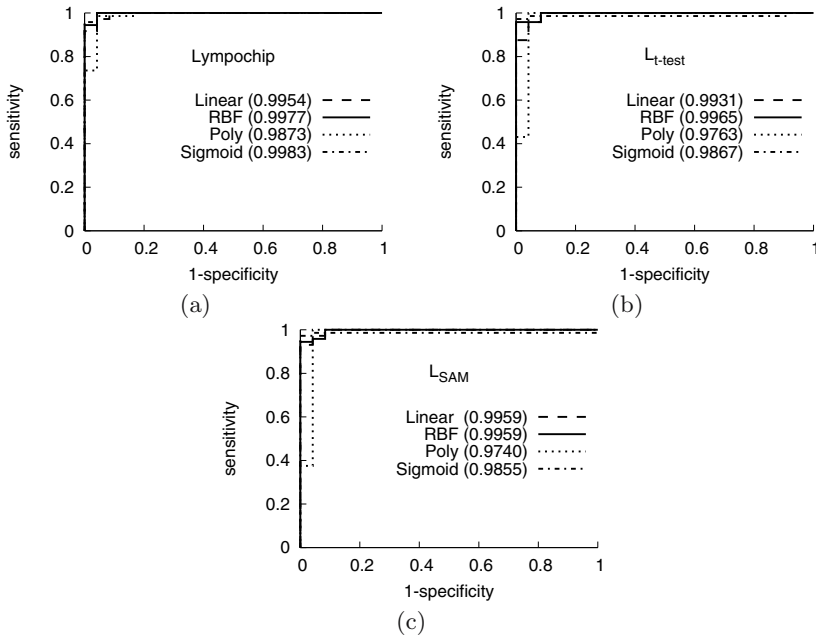 1
0.8
0.6
0.4
0.2
0
sensitivity
Lympochip
Linear (0.9954)
RBF (0.9977)
Poly (0.9873)
Sigmoid (0.9983)
0 0.2 0.4 0.6 0.8 1
1-specificity
(a)
1
0.8
0.6
0.4
0.2
0
sensitivity
Lt-test
Linear (0.9931)
RBF (0.9965)
Poly (0.9763)
Sigmoid (0.9867)
0 0.2 0.4 0.6 0.8 1
1-specificity
(b)
1
0.8
0.6
0.4
0.2
0
sensitivity
LSAM
Linear (0.9959)
RBF (0.9959)
Poly (0.9740)
Sigmoid (0.9855)
0 0.2 0.4 0.6 0.8 1
1-specificity
(c)